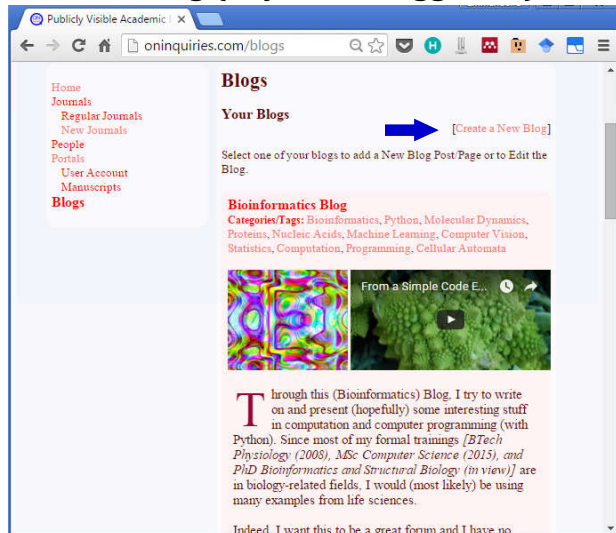 Publicly Visible Academic
oninquiries.com/blogs
Home
Journals
Regular Journals
New Journals
People
Portals
User Account
Manuscripts
Blogs
Blogs
Your Blogs
[Create a New Blog]
Select one of your blogs to add a New Blog Post/Page or to Edit the
Blog.
Bioinformatics Blog
Categories/Tags: Bioinformatics, Python, Molecular Dynamics,
Proteins, Nucleic Acids, Machine Learning, Computer Vision,
Statistics, Computation, Programming, Cellular Automata
From a Simple Code E...
Through this (Bioinformatics) Blog, I try to write
on and present (hopefully) some interesting stuff
in computation and computer programming (with
Python). Since most of my formal trainings [BTech
Physiology (2008), MSc Computer Science (2015), and
PhD Bioinformatics and Structural Biology (in view)] are
in biology-related fields, I would (most likely) be using
many examples from life sciences.
Indeed, I want this to be a great forum and I have no